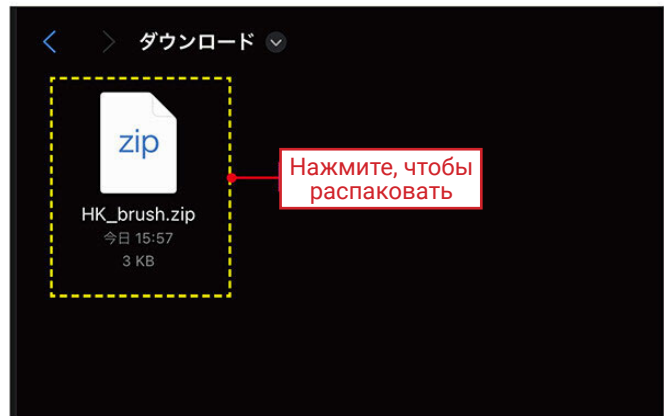 ダウンロード
zip
HK_brush.zip
今日 15:57
3 KB
Нажмите, чтобы
распаковать